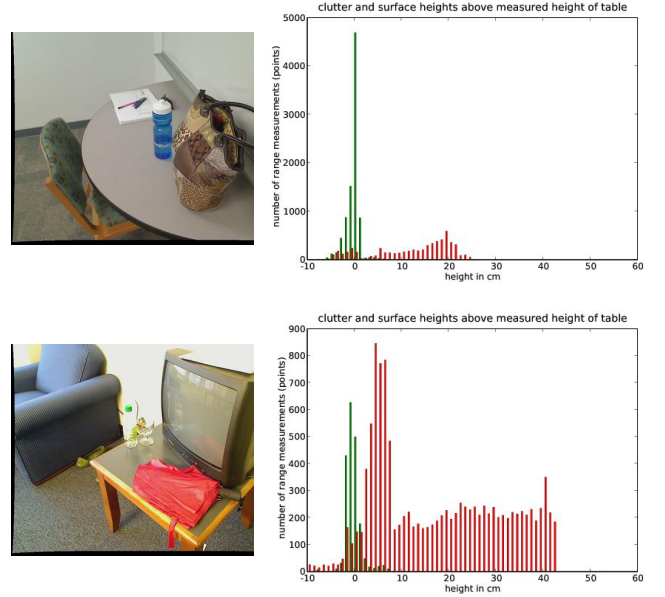 clutter and surface heights above measured height of table
number of range measurements (points)
5000
4000
3000
2000
1000
0
-10 0 10 20 30 40 50 60
height in cm
clutter and surface heights above measured height of table
number of range measurements (points)
900
800
700
600
500
400
300
200
100
0
-10 0 10 20 30 40 50 60
height in cm